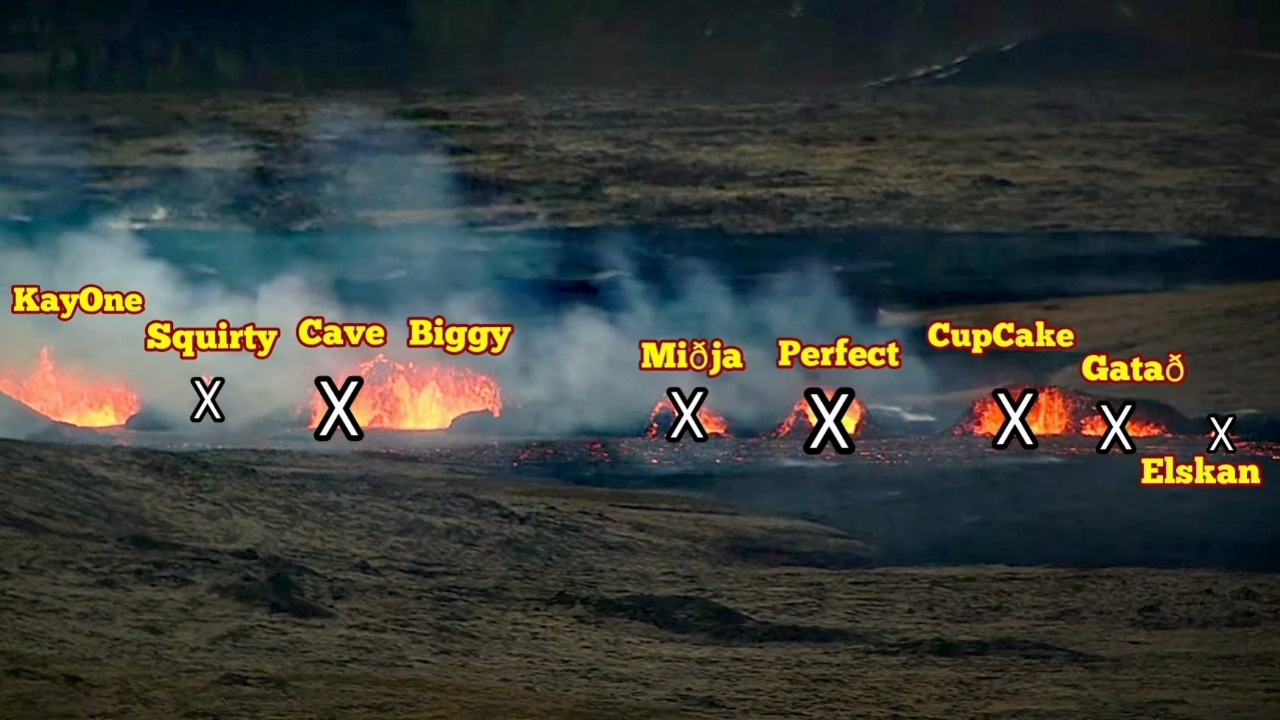 KayOne
Squirty
X
Cave
X
Biggy
Miðja
X
Perfect
X
CupCake
X
Gatað
X
X
Elskan